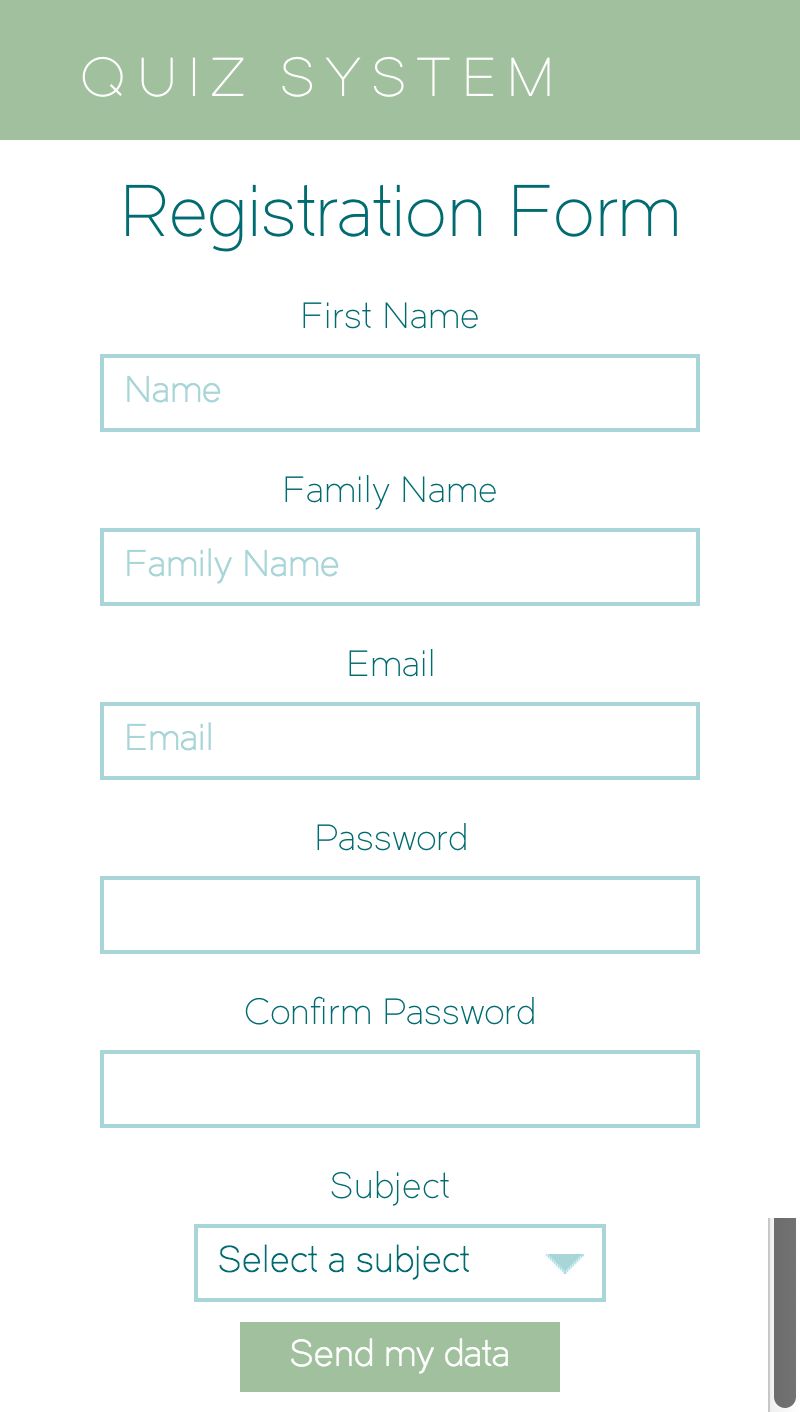 QUIZ SYSTEM
Registration Form
First Name
Name
Family Name
Family Name
Email
Email
Password
Confirm Password
Subject
Select a subject
Send my data